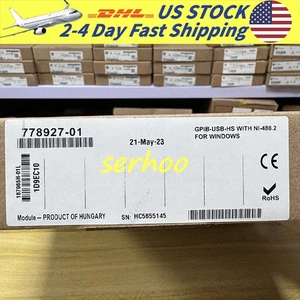 DHL
US STOCK
2-4 Day Fast Shipping
778927-01
21-May-23
GPIB-USB-HS WITH NI-488.2
FOR WINDOWS
serhoo
1D9EC10
RoHS
Module – PRODUCT OF HUNGARY
SN: HC5655145